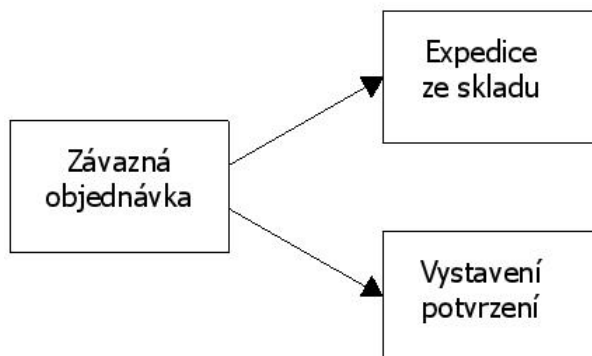 Expedice
ze skladu
Závazná
objednávka
Vystavení
potvrzení